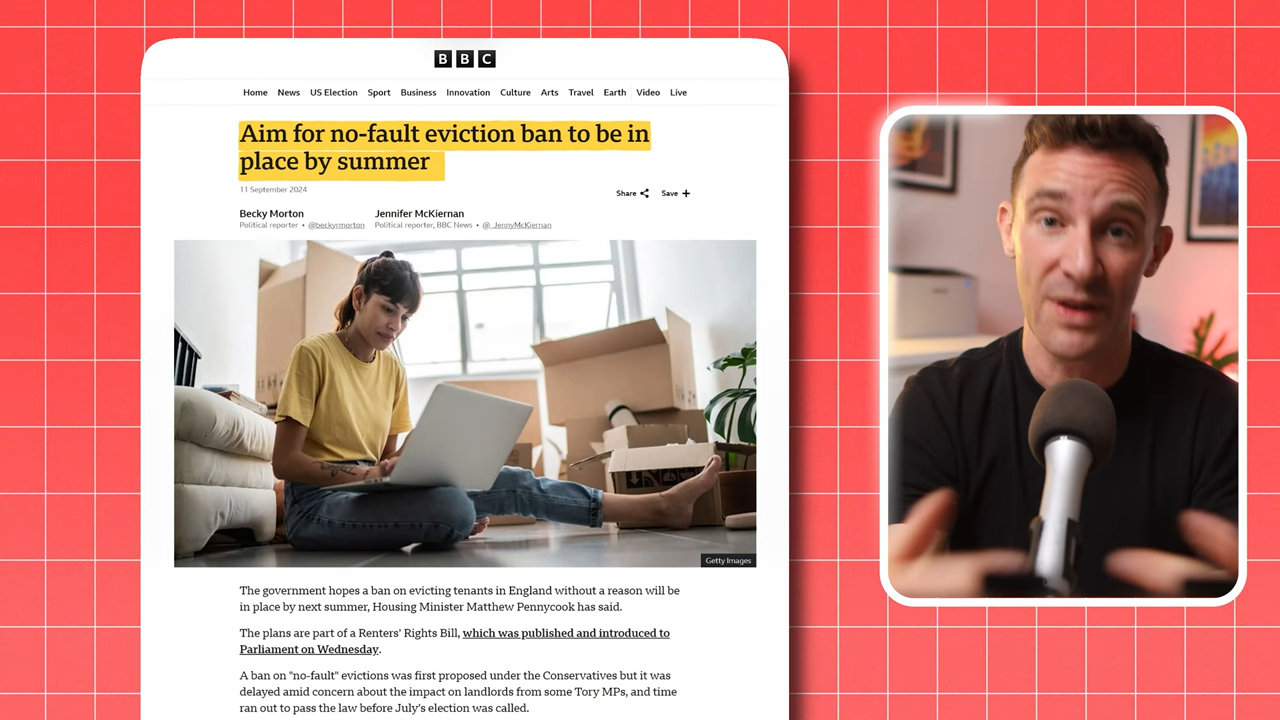 BBC
Home News US Election Sport Business Innovation Culture Arts Travel Earth Video Live
Aim for no-fault eviction ban to be in
place by summer
11 September 2024
Share Save
Becky Morton Jennifer McKiernan
Political reporter • @beckyrmorton Political reporter, BBC News • @_JennyMcKiernan
Getty Images
The government hopes a ban on evicting tenants in England without a reason will be
in place by next summer, Housing Minister Matthew Pennycook has said.
The plans are part of a Renters' Rights Bill, which was published and introduced to
Parliament on Wednesday.
A ban on "no-fault" evictions was first proposed under the Conservatives but it was
delayed amid concern about the impact on landlords from some Tory MPs, and time
ran out to pass the law before July's election was called.